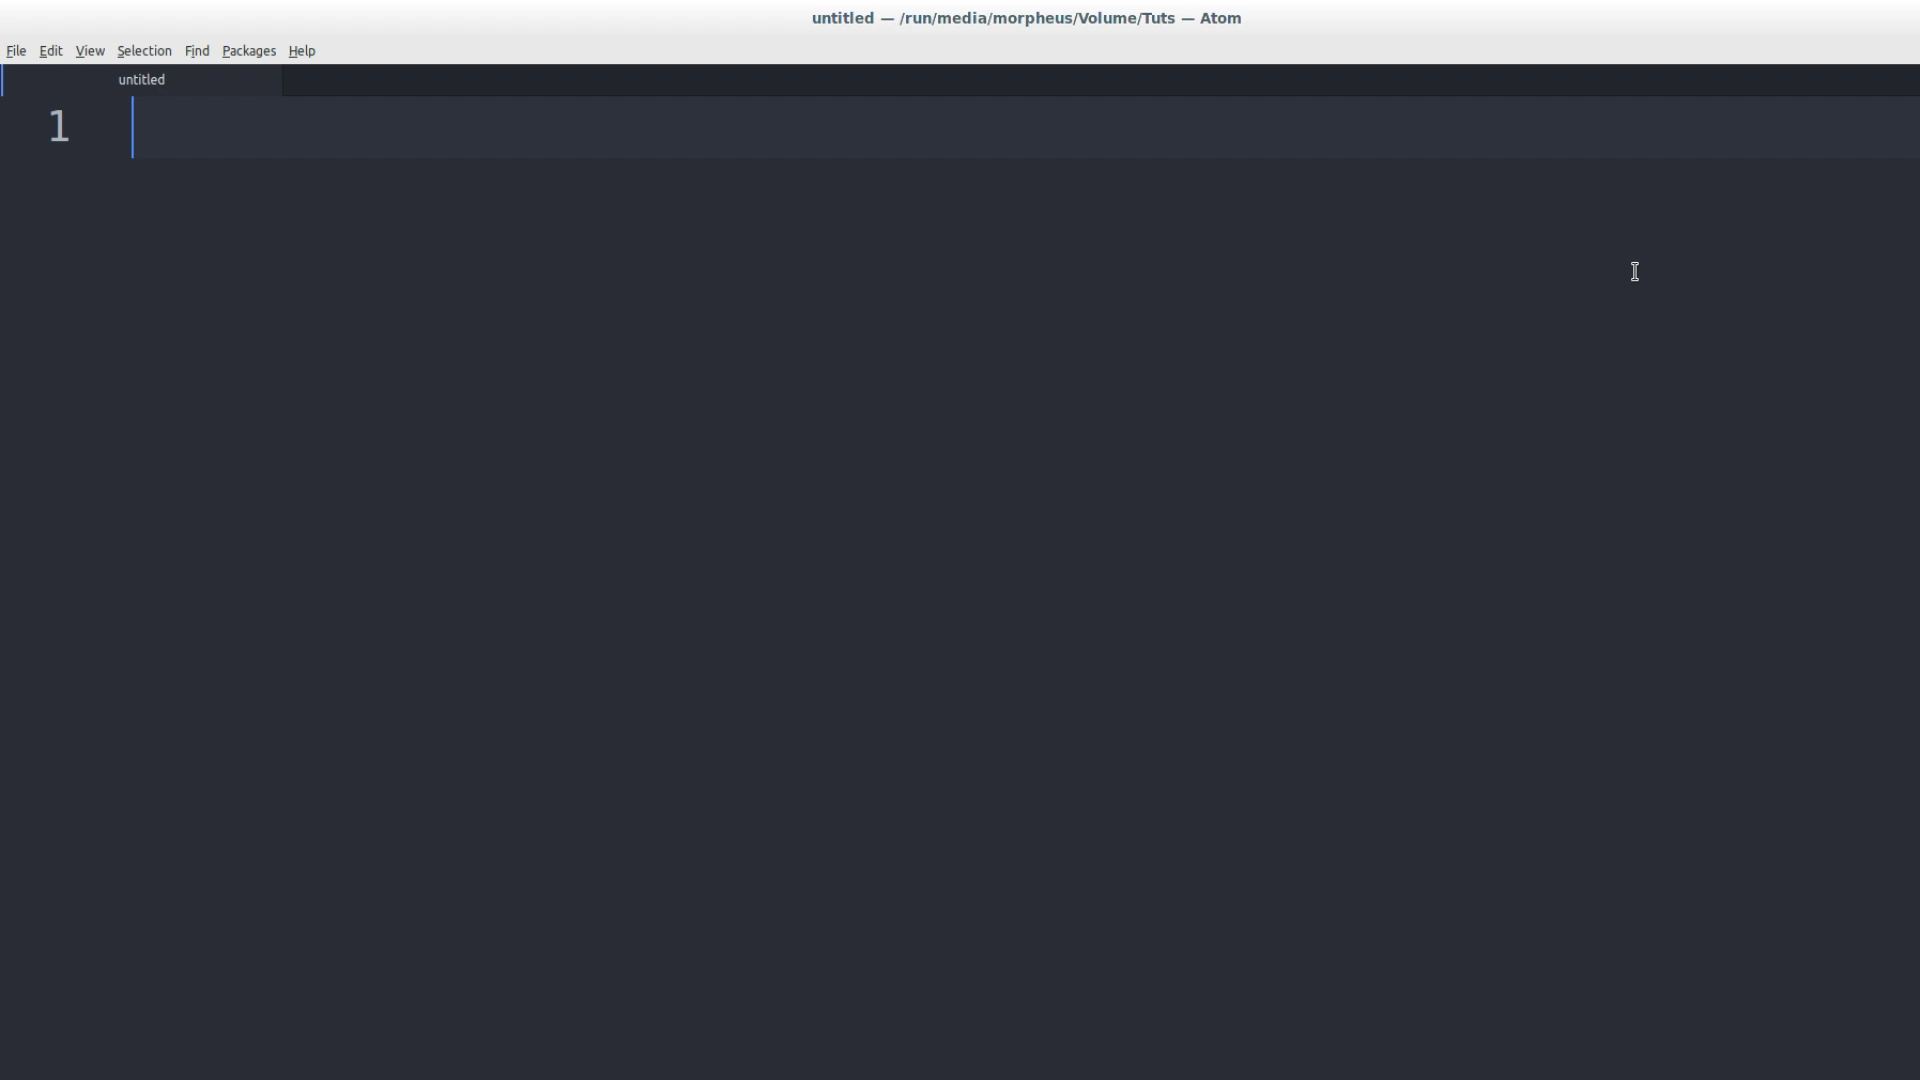 untitled — /run/media/morpheus/Volume/Tuts — Atom
File Edit View Selection Find Packages Help
untitled
1